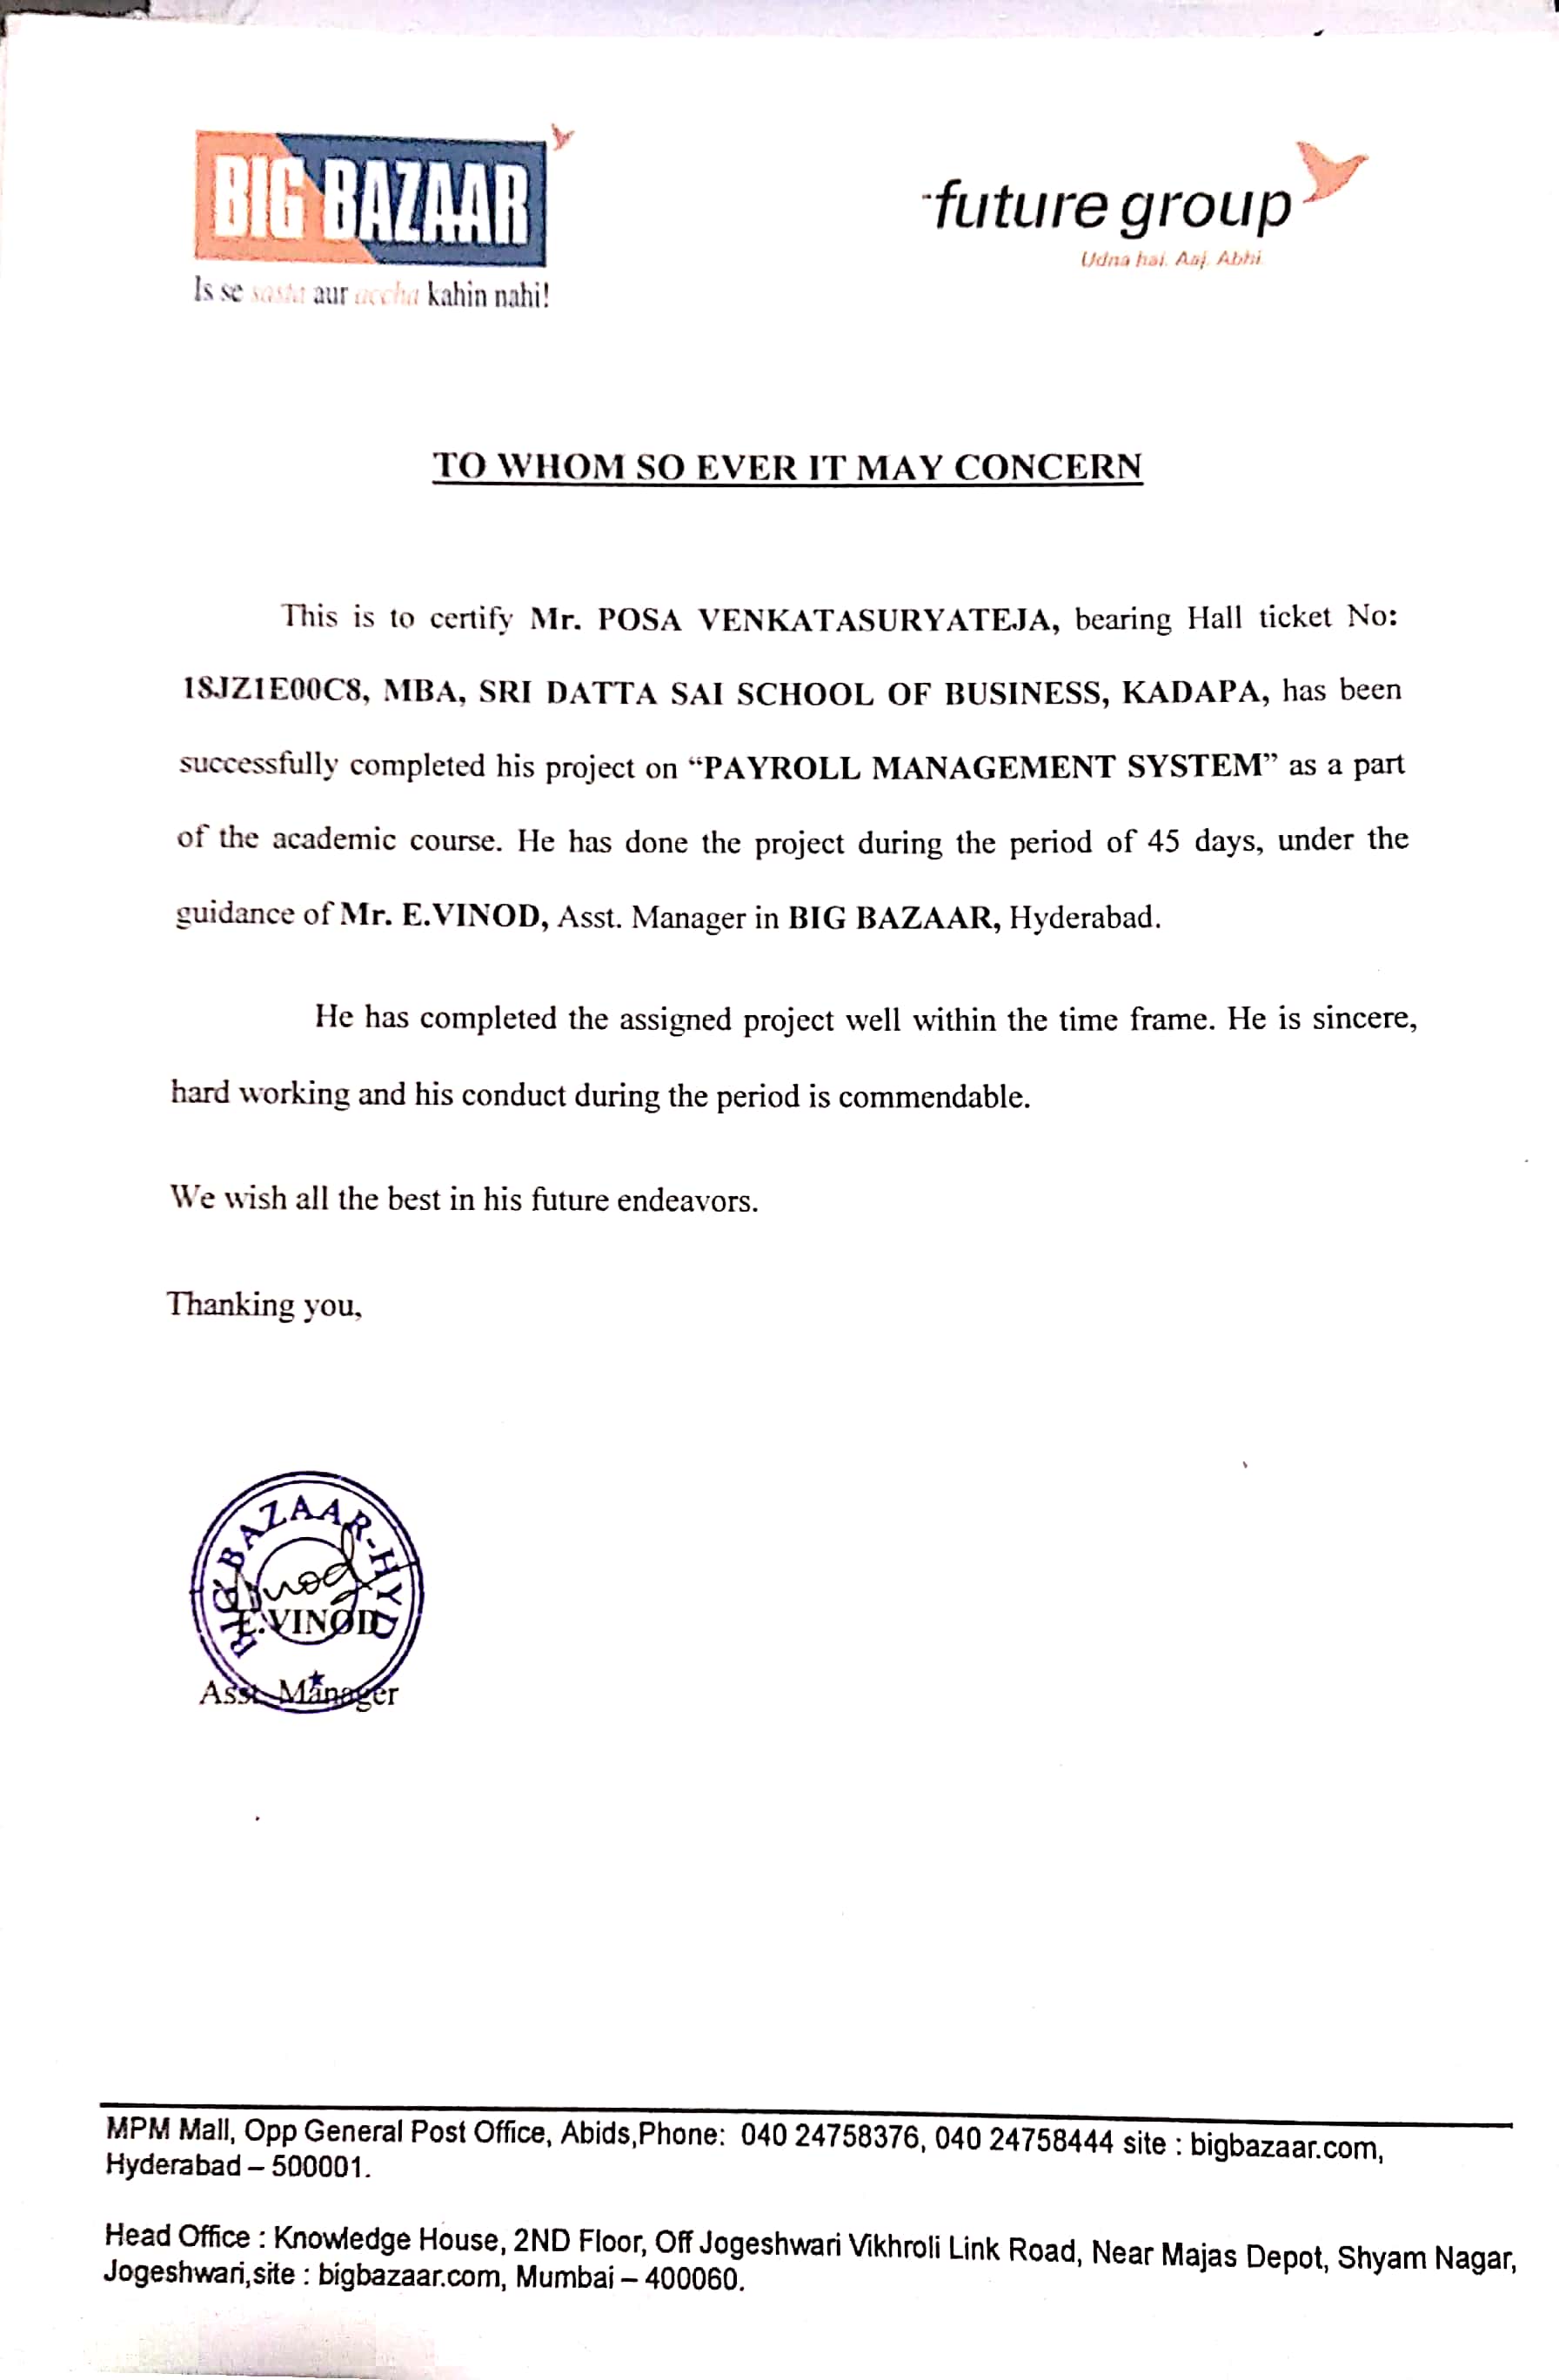 BIG BAZAAR
Is se sasta aur accha kahin nahi!
future group
Udna hai. Aaj. Abhi.
TO WHOM SO EVER IT MAY CONCERN
This is to certify Mr. POSA VENKATASURYATEJA, bearing Hall ticket No:
18JZ1E00C8, MBA, SRI DATTA SAI SCHOOL OF BUSINESS, KADAPA, has been
successfully completed his project on “PAYROLL MANAGEMENT SYSTEM” as a part
of the academic course. He has done the project during the period of 45 days, under the
guidance of Mr. E.VINOD, Asst. Manager in BIG BAZAAR, Hyderabad.
He has completed the assigned project well within the time frame. He is sincere,
hard working and his conduct during the period is commendable.
We wish all the best in his future endeavors.
Thanking you,
BIG BAZAAR-HYD
Vinod
E.VINOD
Asst. Manager
MPM Mall, Opp General Post Office, Abids,Phone: 040 24758376, 040 24758444 site : bigbazaar.com,
Hyderabad – 500001.
Head Office : Knowledge House, 2ND Floor, Off Jogeshwari Vikhroli Link Road, Near Majas Depot, Shyam Nagar,
Jogeshwari,site : bigbazaar.com, Mumbai – 400060.